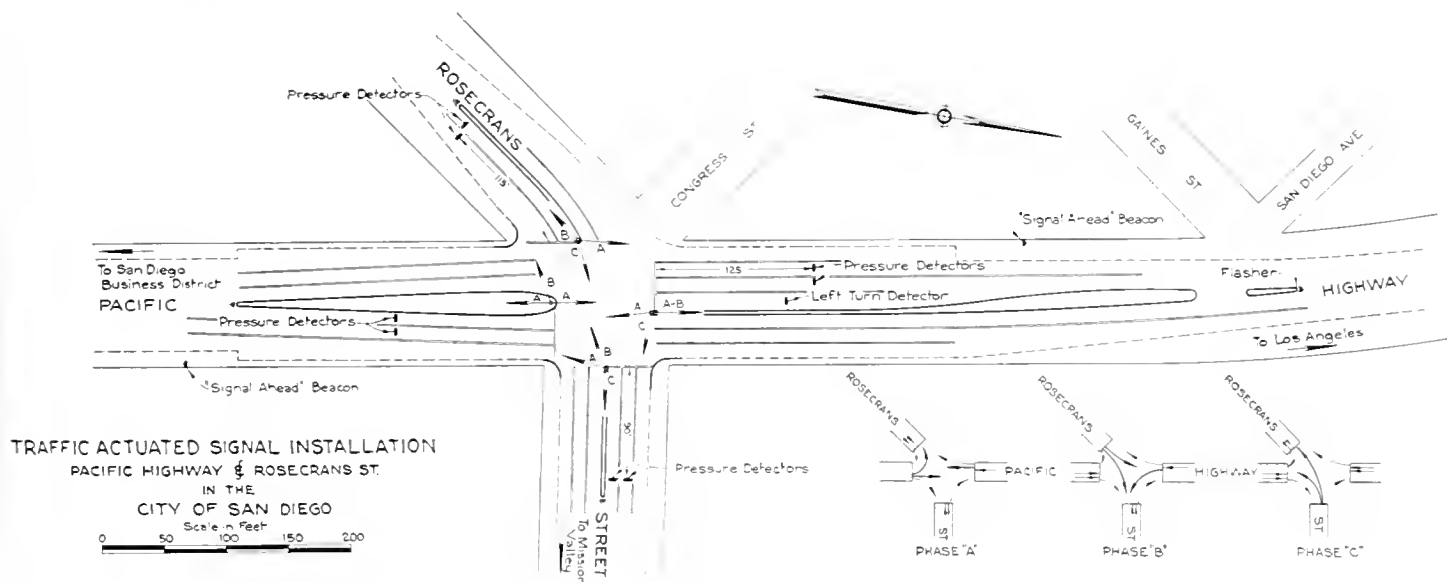 Pressure Detectors
ROSECRANS
115'
CONGRESS ST
GAINES
ST
SAN DIEGO AVE
"Signal Ahead" Beacon
B
C
A
To San Diego
Business District
PACIFIC
B
A
A
125
Pressure Detectors
Left Turn Detector
Flasher
HIGHWAY
A
A-B
C
Pressure Detectors
To Los Angeles
A
B
C
"Signal Ahead" Beacon
90'
Pressure Detectors
STREET
To Mission
Valley
TRAFFIC ACTUATED SIGNAL INSTALLATION
PACIFIC HIGHWAY & ROSECRANS ST.
IN THE
CITY OF SAN DIEGO
Scale in Feet
0 50 100 150 200
ROSECRANS
ROSECRANS
ROSECRANS
PACIFIC
HIGHWAY
ST
ST
ST
PHASE "A"
PHASE "B"
PHASE "C"